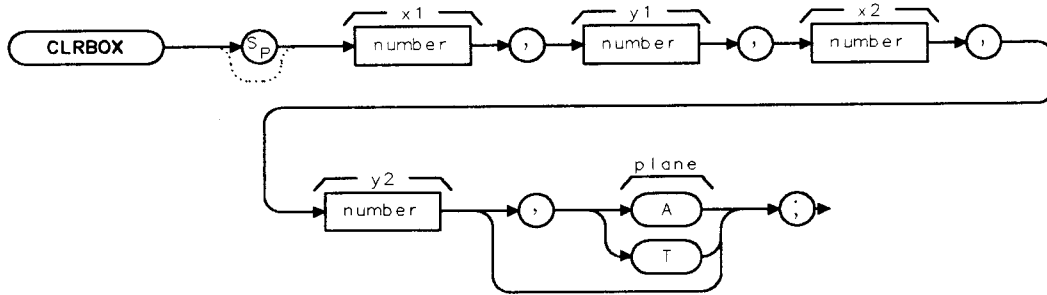 x1 y1 x2
CLRBOX SP number , number , number ,
y2 plane
number , A ;
T